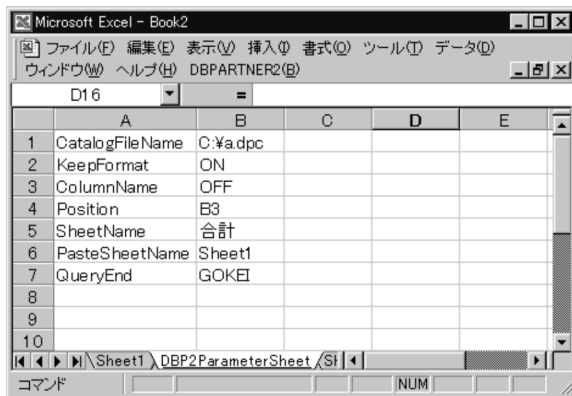 Microsoft Excel - Book2
ファイル(F) 編集(E) 表示(V) 挿入(I) 書式(O) ツール(T) データ(D)
ウィンドウ(W) ヘルプ(H) DBPARTNER2(B)
D16 =
A B C D E
1 CatalogFileName C:¥a.dpc
2 KeepFormat ON
3 ColumnName OFF
4 Position B3
5 SheetName 合計
6 PasteSheetName Sheet1
7 QueryEnd GOKEI
8
9
10
Sheet1 DBP2ParameterSheet Sh
コマンド NUM